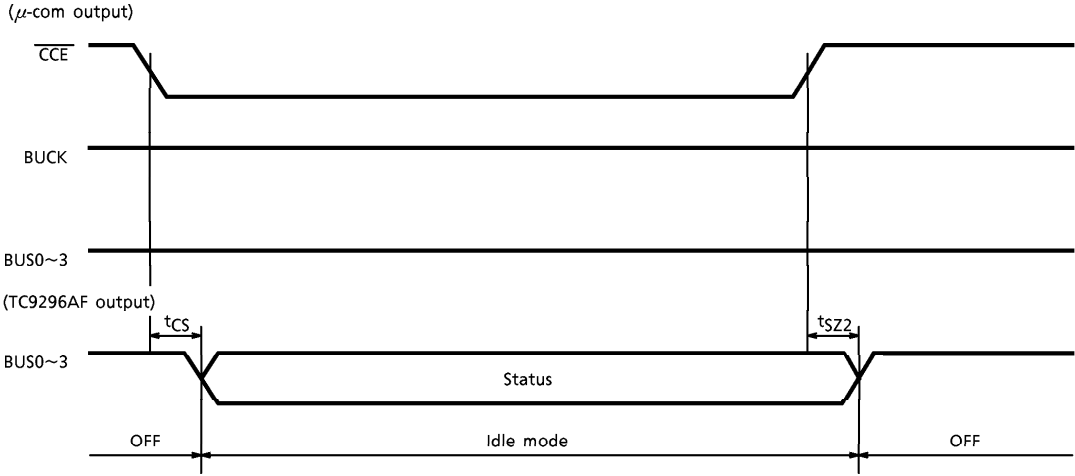 (μ-com output)
CCE
BUCK
BUS0~3
(TC9296AF output)
tCS
tSZ2
BUS0~3
Status
OFF
Idle mode
OFF